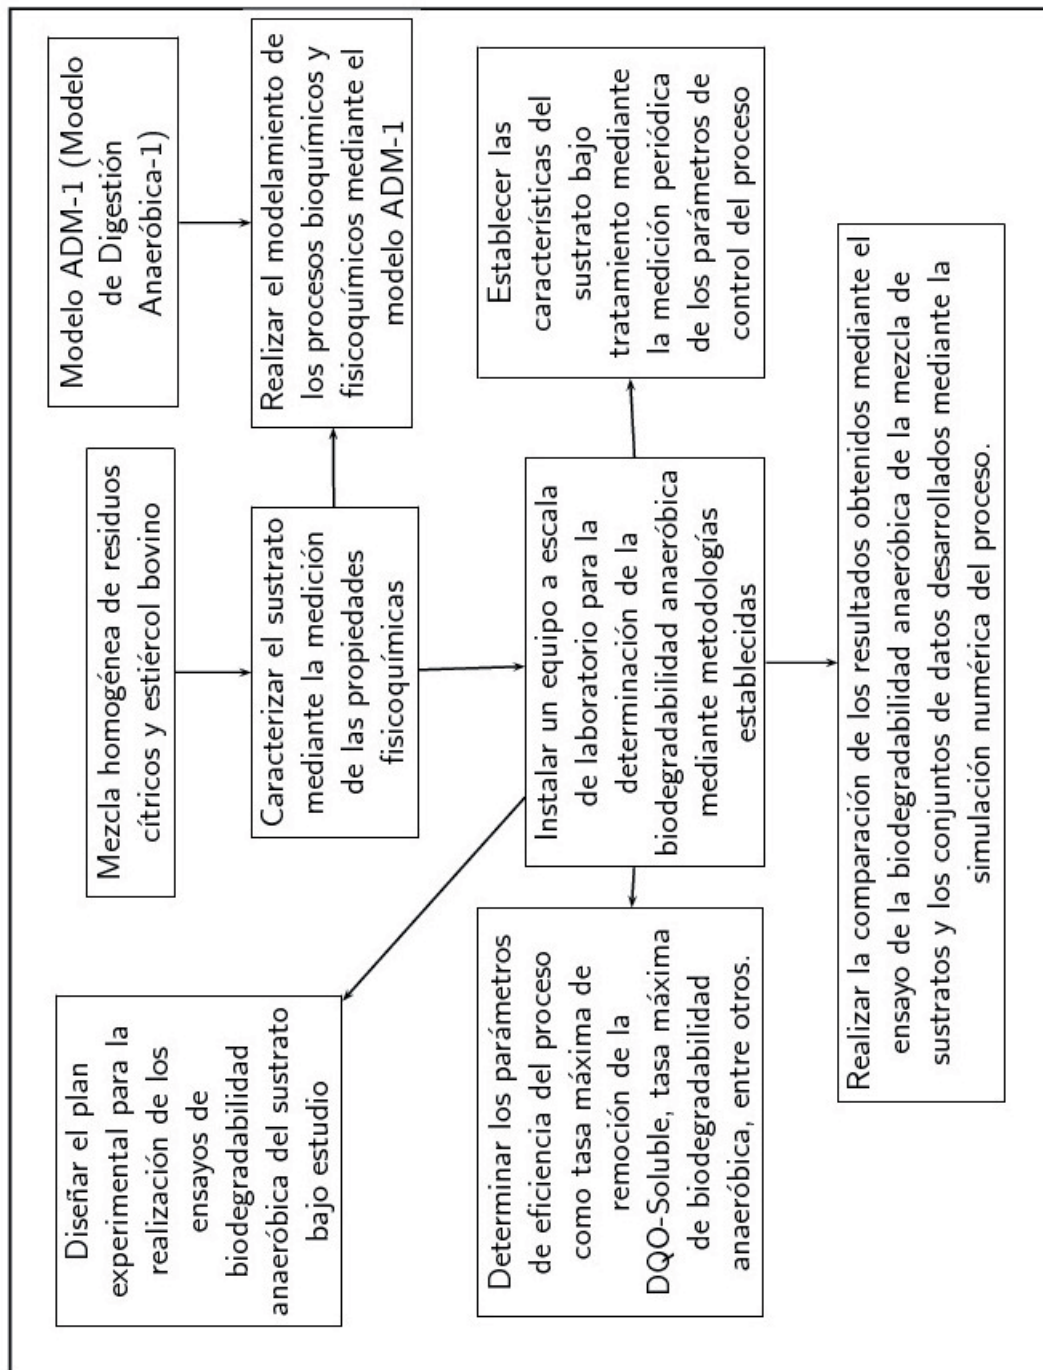 Diseñar el plan
experimental para la
realización de los
ensayos de
biodegradabilidad
anaeróbica del sustrato
bajo estudio
Mezcla homogénea de residuos
cítricos y estiércol bovino
Modelo ADM-1 (Modelo
de Digestión
Anaeróbica-1)
Caracterizar el sustrato
mediante la medición
de las propiedades
fisicoquímicas
Realizar el modelamiento de
los procesos bioquímicos y
fisicoquímicos mediante el
modelo ADM-1
Determinar los parámetros
de eficiencia del proceso
como tasa máxima de
remoción de la
DQO-Soluble, tasa máxima
de biodegradabilidad
anaeróbica, entre otros.
Instalar un equipo a escala
de laboratorio para la
determinación de la
biodegradabilidad anaeróbica
mediante metodologías
establecidas
Establecer las
características del
sustrato bajo
tratamiento mediante
la medición periódica
de los parámetros de
control del proceso
Realizar la comparación de los resultados obtenidos mediante el
ensayo de la biodegradabilidad anaeróbica de la mezcla de
sustratos y los conjuntos de datos desarrollados mediante la
simulación numérica del proceso.